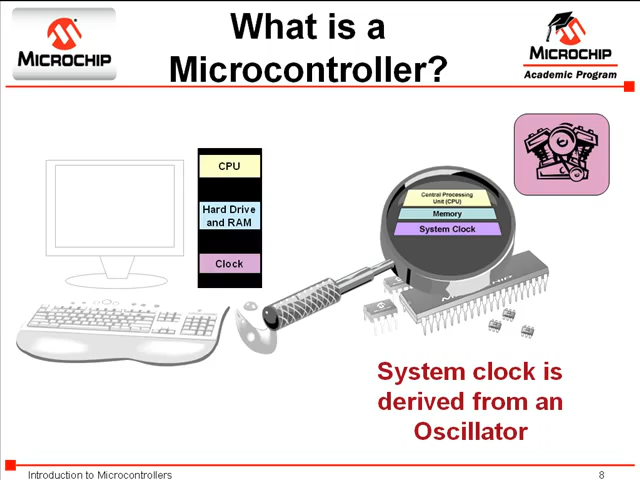 MICROCHIP
What is a
Microcontroller?
MICROCHIP
Academic Program
CPU
Hard Drive
and RAM
Clock
Central Processing
Unit (CPU)
Memory
System Clock
System clock is
derived from an
Oscillator
Introduction to Microcontrollers
8